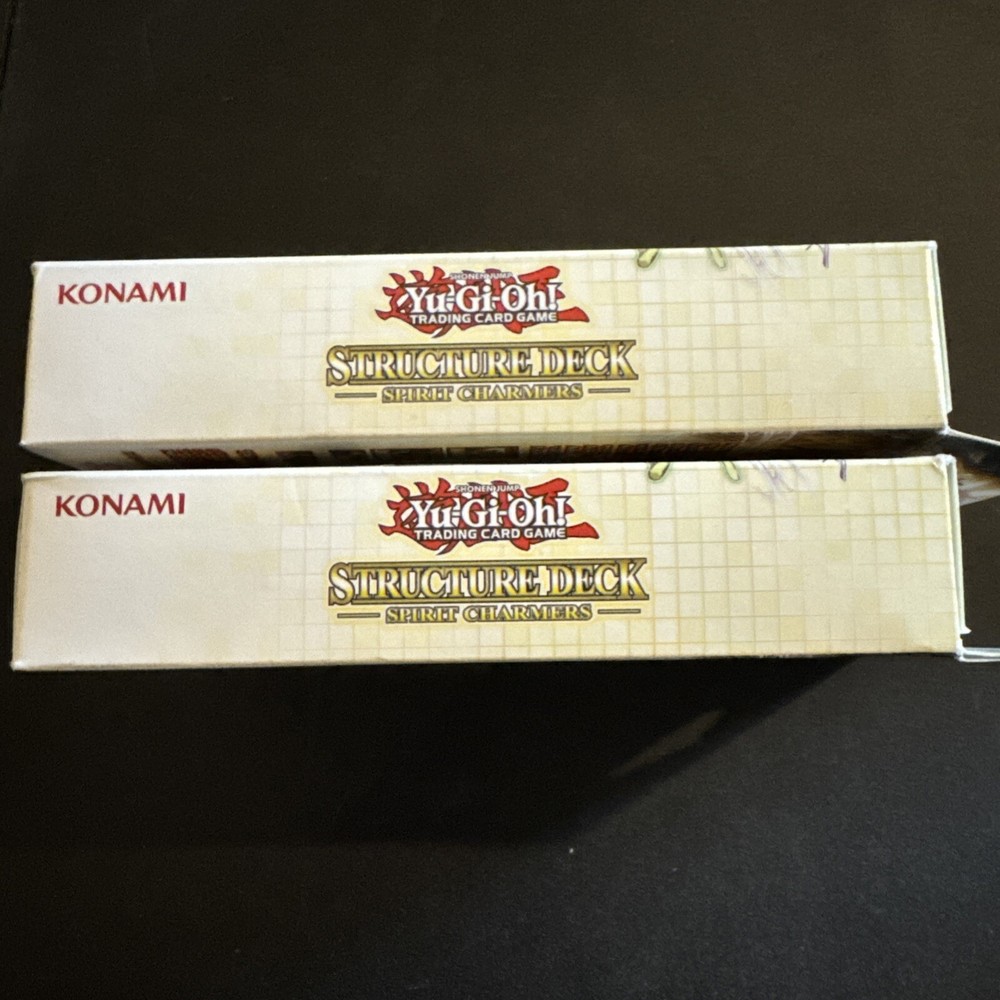 KONAMI
SHONEN JUMP
Yu-Gi-Oh!
TRADING CARD GAME
STRUCTURE DECK
SPIRIT CHARMERS
KONAMI
SHONEN JUMP
Yu-Gi-Oh!
TRADING CARD GAME
STRUCTURE DECK
SPIRIT CHARMERS